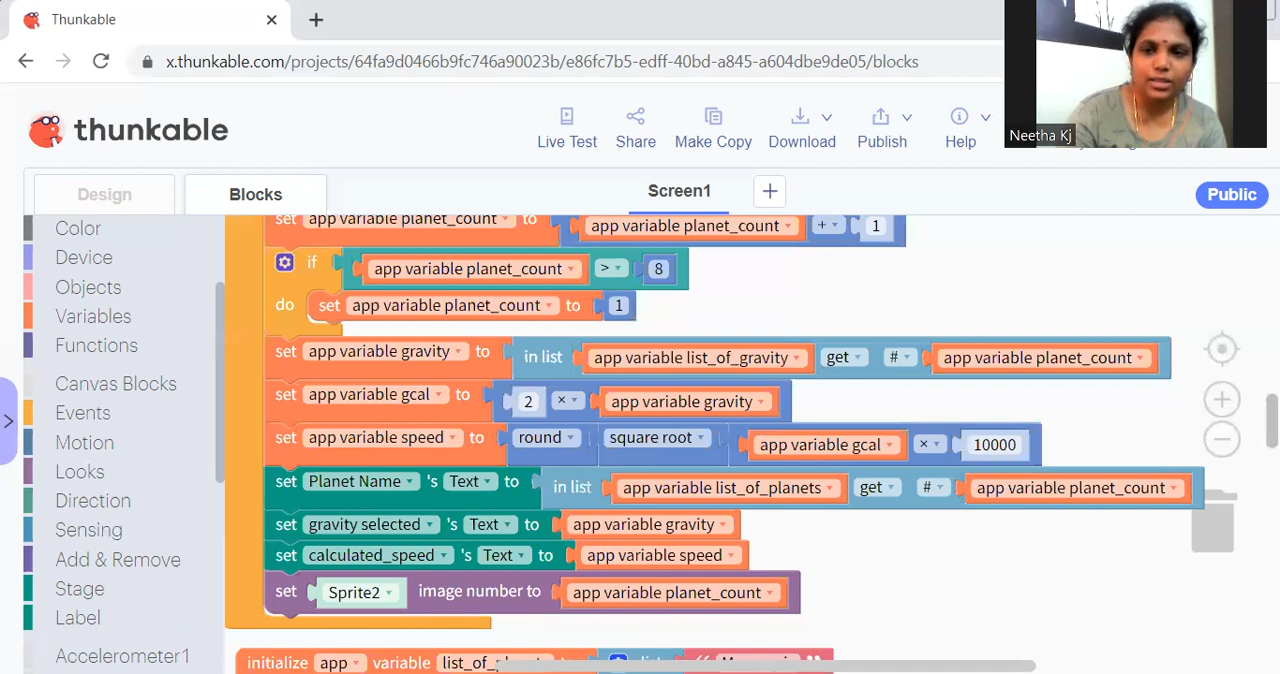 Thunkable
x.thunkable.com/projects/64fa9d0466b9fc746a90023b/e86fc7b5-edff-40bd-a845-a604dbe9de05/blocks
Neetha Kj
thunkable
Live Test Share Make Copy Download Publish Help
Design Blocks Screen1 + Public
Color
Device
Objects
Variables
Functions
Canvas Blocks
Events
Motion
Looks
Direction
Sensing
Add & Remove
Stage
Label
Accelerometer1
set app variable planet_count to app variable planet_count + 1
if app variable planet_count > 8
do set app variable planet_count to 1
set app variable gravity to in list app variable list_of_gravity get # app variable planet_count
set app variable gcal to 2 × app variable gravity
set app variable speed to round square root app variable gcal × 10000
set Planet Name 's Text to in list app variable list_of_planets get # app variable planet_count
set gravity selected 's Text to app variable gravity
set calculated_speed 's Text to app variable speed
set Sprite2 image number to app variable planet_count
initialize app variable